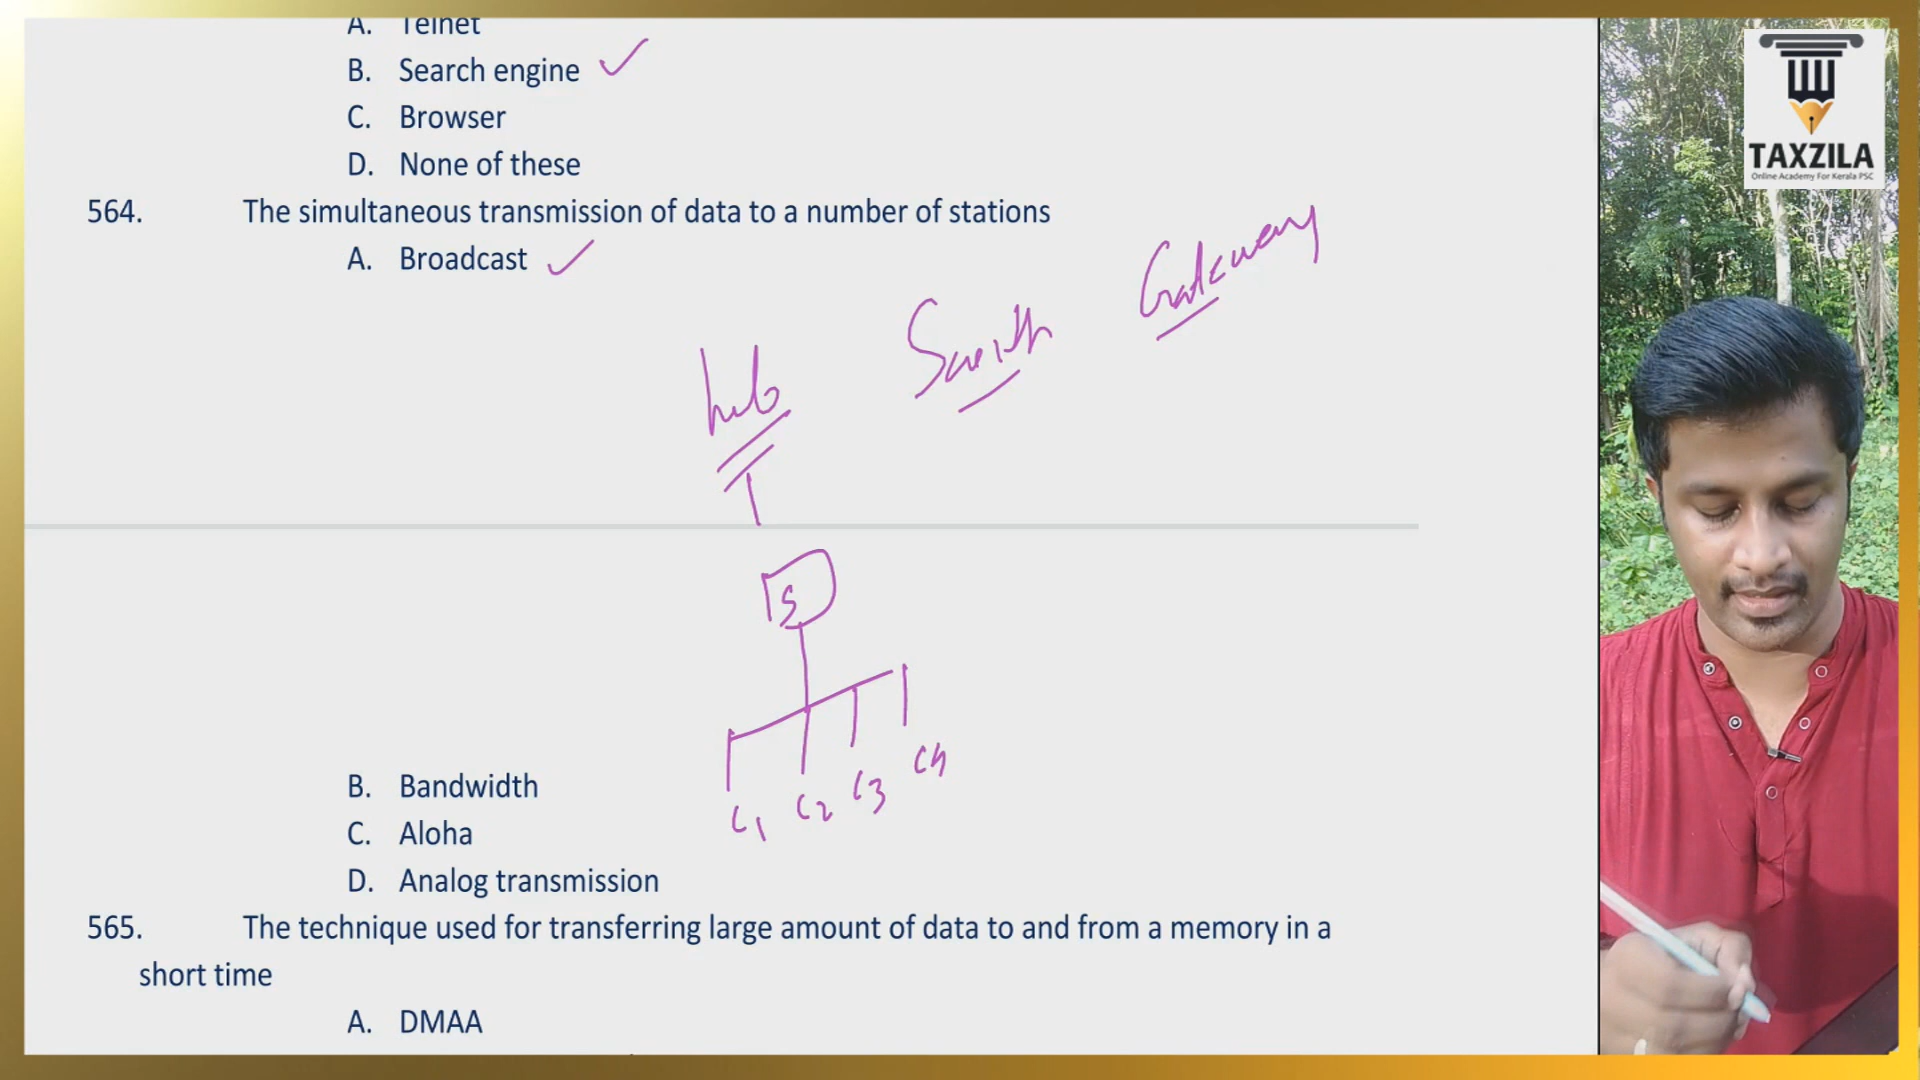 A. Telnet
B. Search engine
C. Browser
D. None of these
564. The simultaneous transmission of data to a number of stations
A. Broadcast
hub
Gateway
S
C1 C2 C3 C4
B. Bandwidth
C. Aloha
D. Analog transmission
565. The technique used for transferring large amount of data to and from a memory in a
short time
A. DMAA
TAXZILA
Online Academy For Kerala PSC